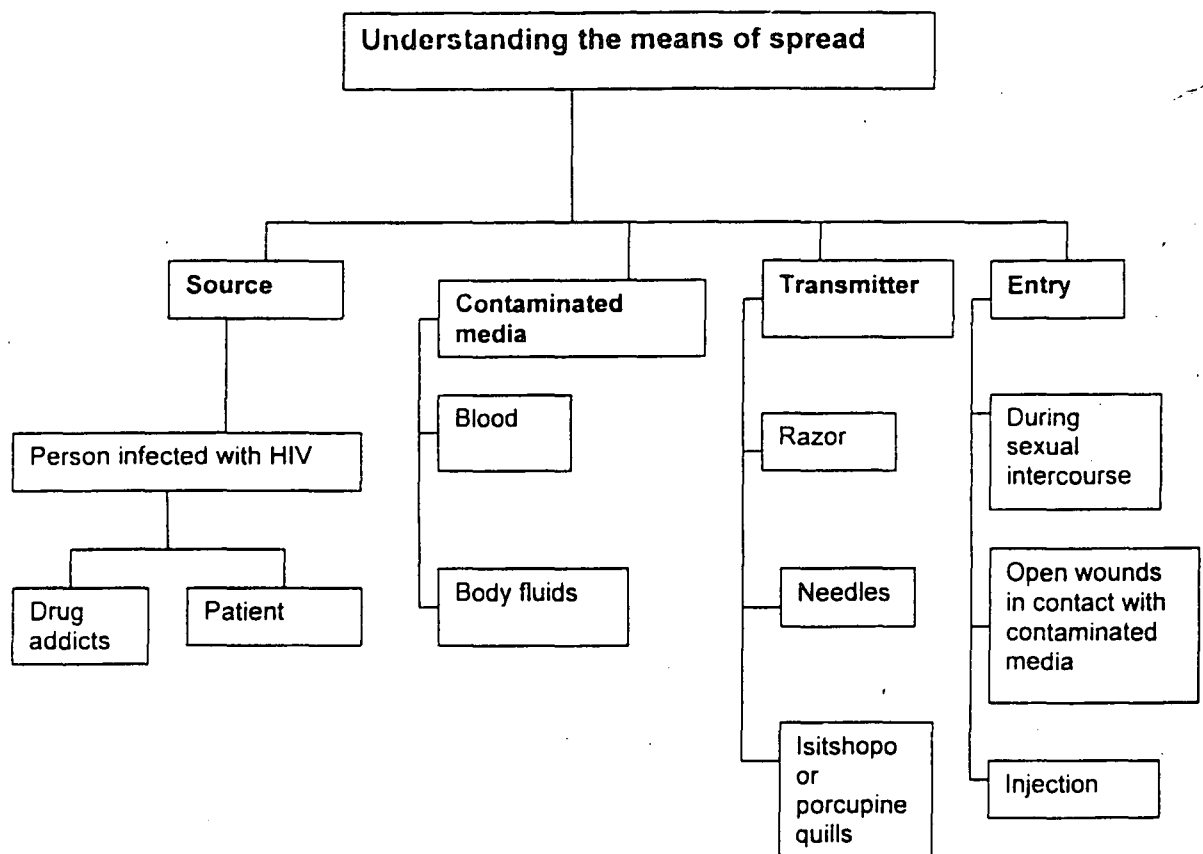 Understanding the means of spread
Source
Person infected with HIV
Drug
addicts
Patient
Contaminated
media
Blood
Body fluids
Transmitter
Razor
Needles
Isitshopo
or
porcupine
quills
Entry
During
sexual
intercourse
Open wounds
in contact with
contaminated
media
Injection